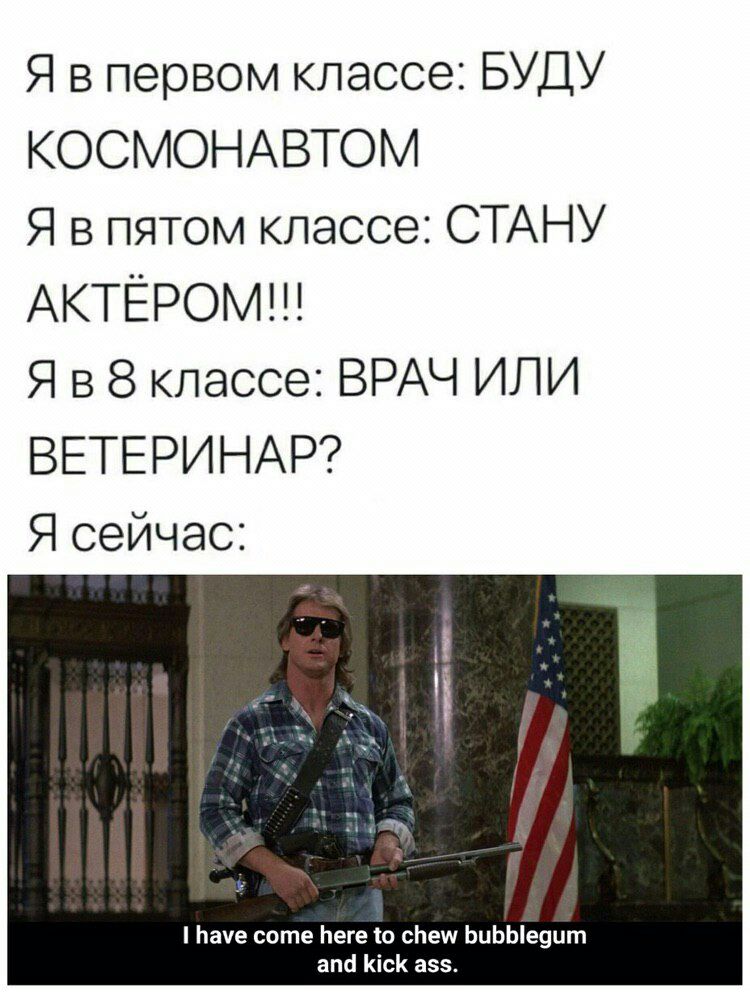 Я в первом классе: БУДУ
КОСМОНАВТОМ
Я в пятом классе: СТАНУ
АКТЁРОМ!!!
Я в 8 классе: ВРАЧ ИЛИ
ВЕТЕРИНАР?
Я сейчас:
I have come here to chew bubblegum
and kick ass.